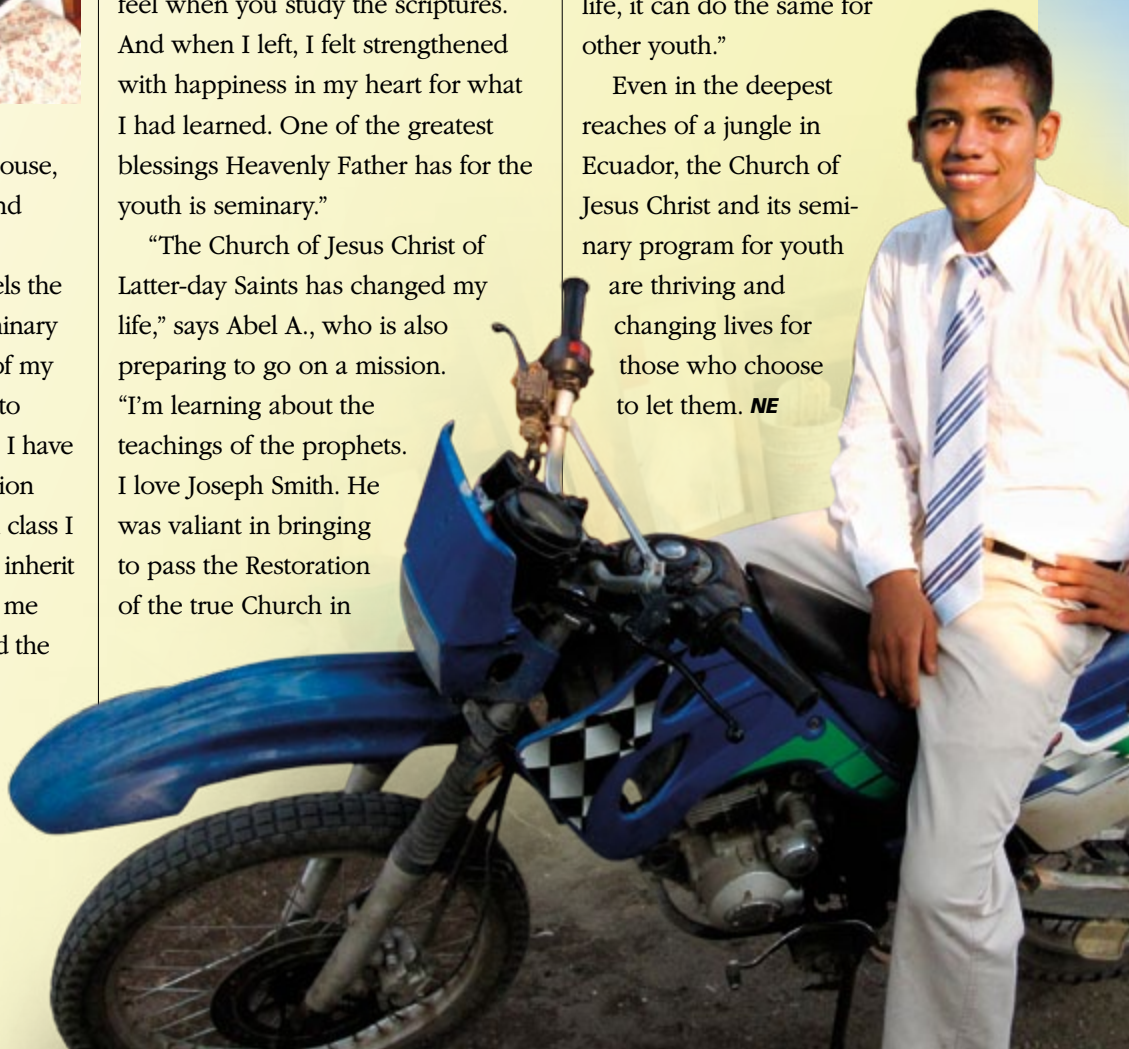 ouse,
nd
els the
inary
of my
to
I have
ion
class I
inherit
me
d the
feel when you study the scriptures.
And when I left, I felt strengthened
with happiness in my heart for what
I had learned. One of the greatest
blessings Heavenly Father has for the
youth is seminary.”
“The Church of Jesus Christ of
Latter-day Saints has changed my
life,” says Abel A., who is also
preparing to go on a mission.
“I’m learning about the
teachings of the prophets.
I love Joseph Smith. He
was valiant in bringing
to pass the Restoration
of the true Church in
life, it can do the same for
other youth.”
Even in the deepest
reaches of a jungle in
Ecuador, the Church of
Jesus Christ and its semi-
nary program for youth
are thriving and
changing lives for
those who choose
to let them. NE